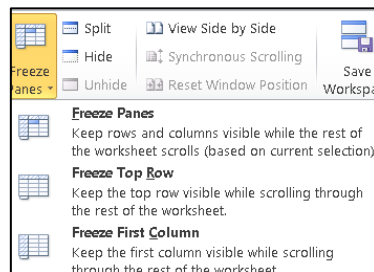 Split View Side by Side
Hide Synchronous Scrolling
Freeze Panes Unhide Reset Window Position Save
Freeze Panes
Keep rows and columns visible while the rest of
the worksheet scrolls (based on current selection)
Freeze Top Row
Keep the top row visible while scrolling through
the rest of the worksheet.
Freeze First Column
Keep the first column visible while scrolling
through the rest of the worksheet